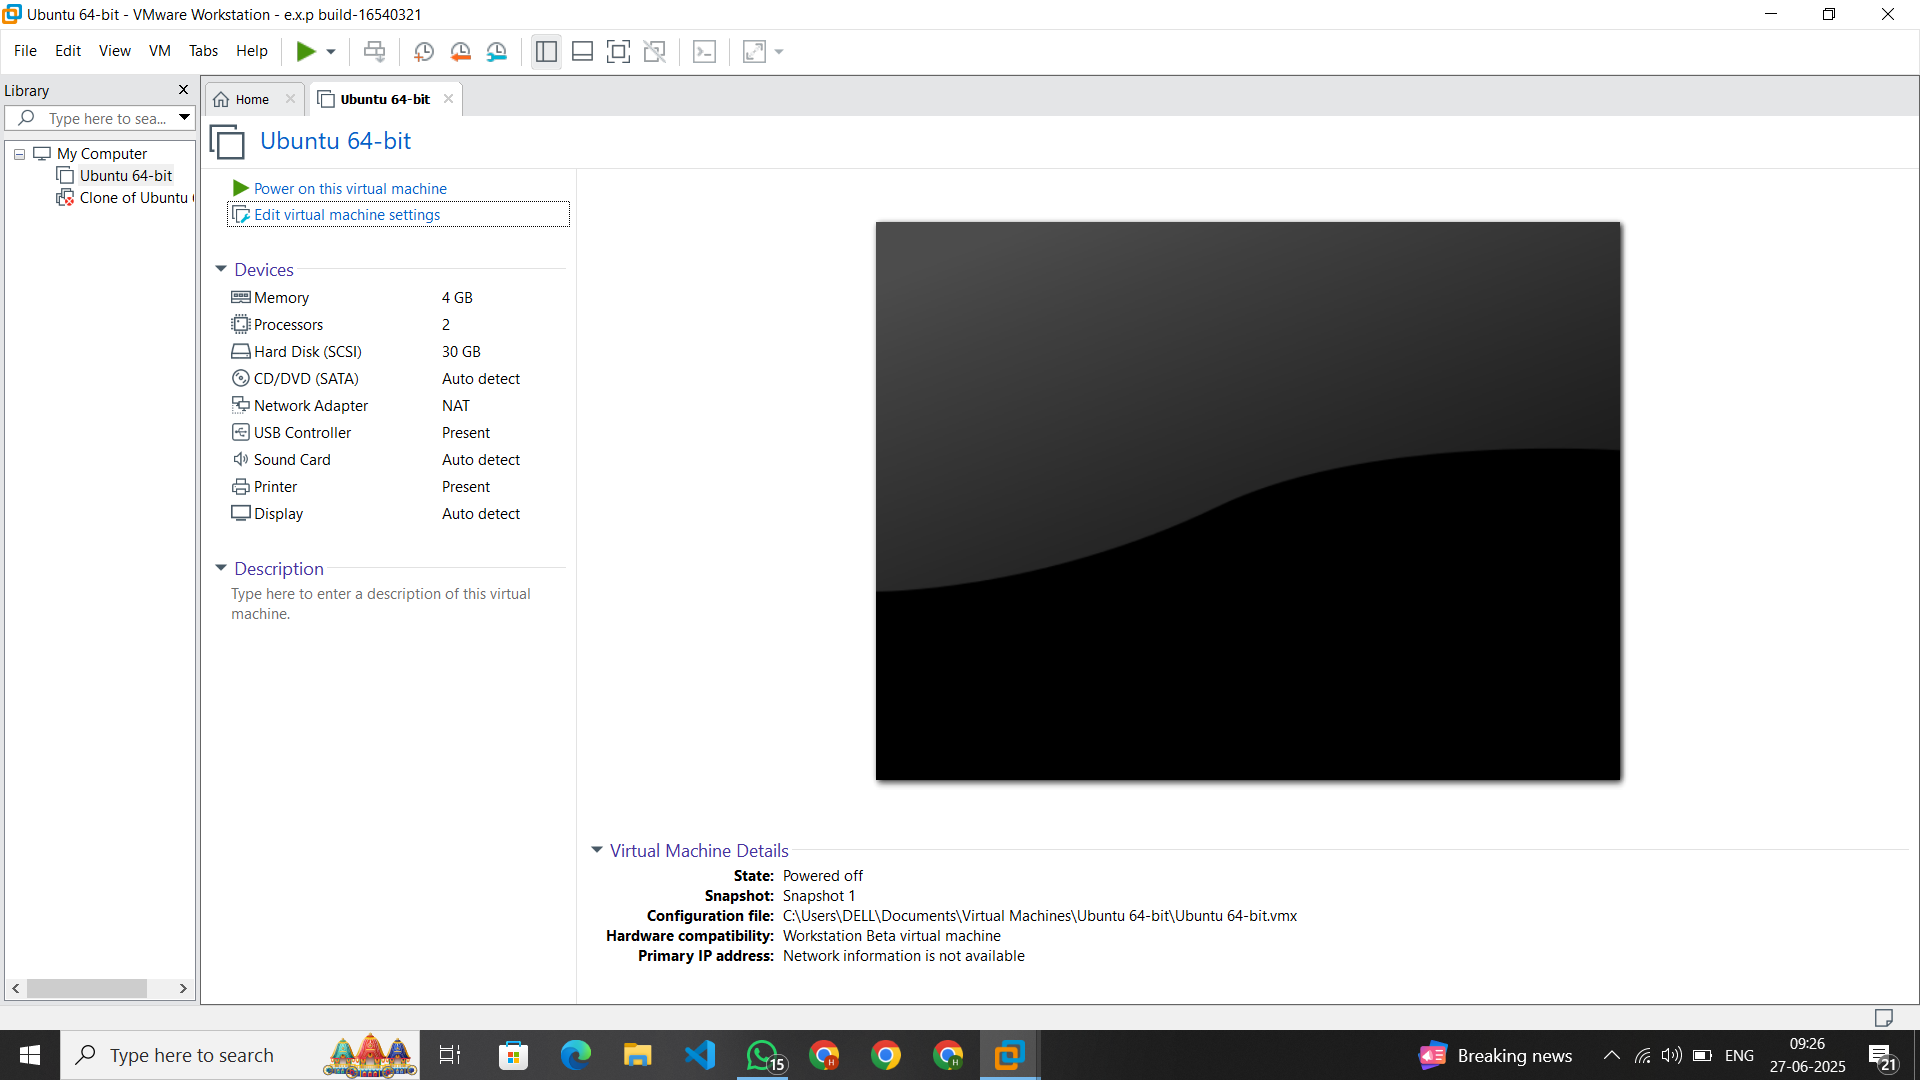 Ubuntu 64-bit - VMware Workstation - e.x.p build-16540321
File Edit View VM Tabs Help
Library
Type here to sea...
My Computer
Ubuntu 64-bit
Clone of Ubuntu
Home
Ubuntu 64-bit
Ubuntu 64-bit
Power on this virtual machine
Edit virtual machine settings
Devices
Memory 4 GB
Processors 2
Hard Disk (SCSI) 30 GB
CD/DVD (SATA) Auto detect
Network Adapter NAT
USB Controller Present
Sound Card Auto detect
Printer Present
Display Auto detect
Description
Type here to enter a description of this virtual
machine.
Virtual Machine Details
State: Powered off
Snapshot: Snapshot 1
Configuration file: C:\Users\DELL\Documents\Virtual Machines\Ubuntu 64-bit\Ubuntu 64-bit.vmx
Hardware compatibility: Workstation Beta virtual machine
Primary IP address: Network information is not available
Type here to search
15
H
H
Breaking news
ENG
09:26
27-06-2025
21